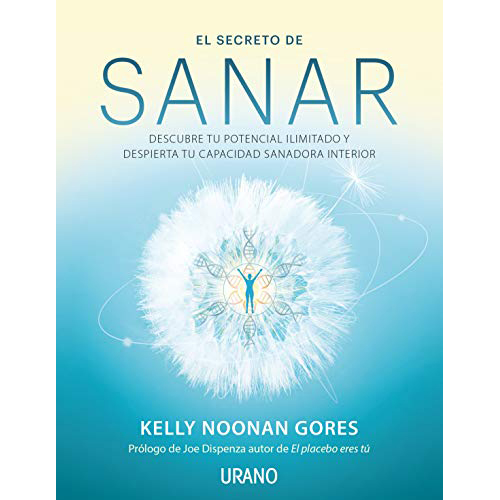 EL SECRETO DE
SANAR
DESCUBRE TU POTENCIAL ILIMITADO Y
DESPIERTA TU CAPACIDAD SANADORA INTERIOR
KELLY NOONAN GORES
Prólogo de Joe Dispenza autor de El placebo eres tú
URANO